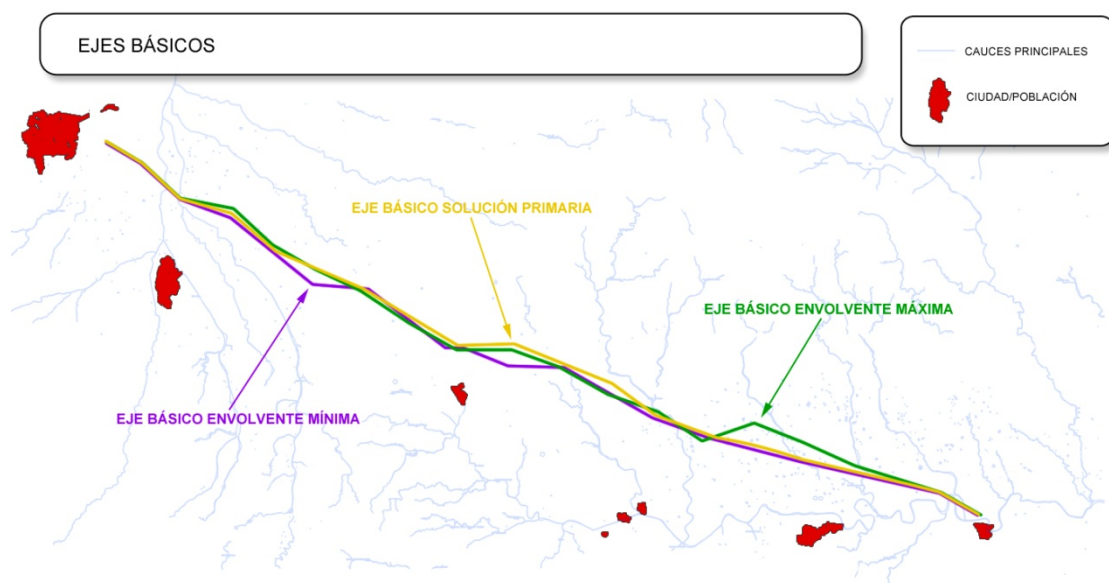 EJES BÁSICOS
CAUCES PRINCIPALES
CIUDAD/POBLACIÓN
EJE BÁSICO SOLUCIÓN PRIMARIA
EJE BÁSICO ENVOLVENTE MÁXIMA
EJE BÁSICO ENVOLVENTE MÍNIMA